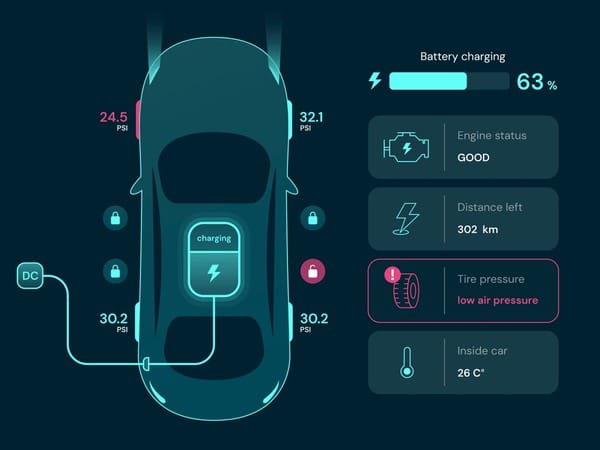 Battery charging
63 %
24.5
PSI
32.1
PSI
Engine status
GOOD
Distance left
302 km
charging
DC
Tire pressure
low air pressure
!
30.2
PSI
30.2
PSI
Inside car
26 C°